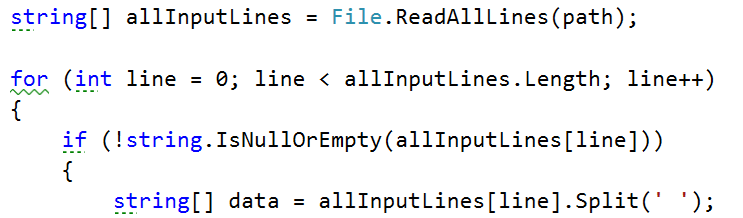 string[] allInputLines = File.ReadAllLines(path);
for (int line = 0; line < allInputLines.Length; line++)
{
if (!string.IsNullOrEmpty(allInputLines[line]))
{
string[] data = allInputLines[line].Split(' ');